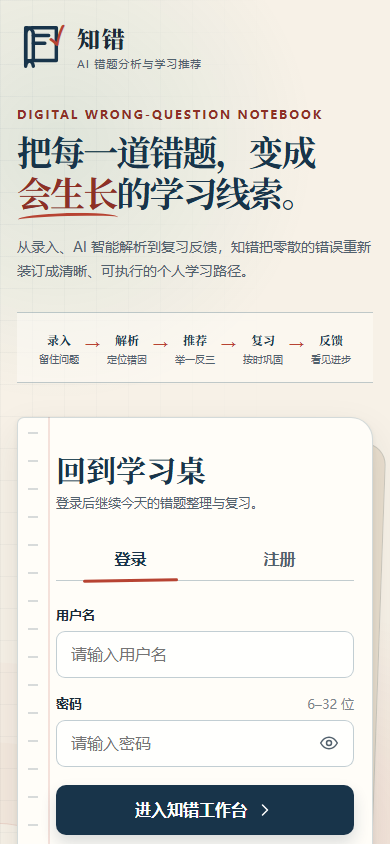 知错
AI 错题分析与学习推荐
DIGITAL WRONG-QUESTION NOTEBOOK
把每一道错题，变成
会生长的学习线索。
从录入、AI 智能解析到复习反馈，知错把零散的错误重新
装订成清晰、可执行的个人学习路径。
录入 → 解析 → 推荐 → 复习 → 反馈
留住问题 定位错因 举一反三 按时巩固 看见进步
回到学习桌
登录后继续今天的错题整理与复习。
登录 注册
用户名
请输入用户名
密码 6–32 位
请输入密码
进入知错工作台